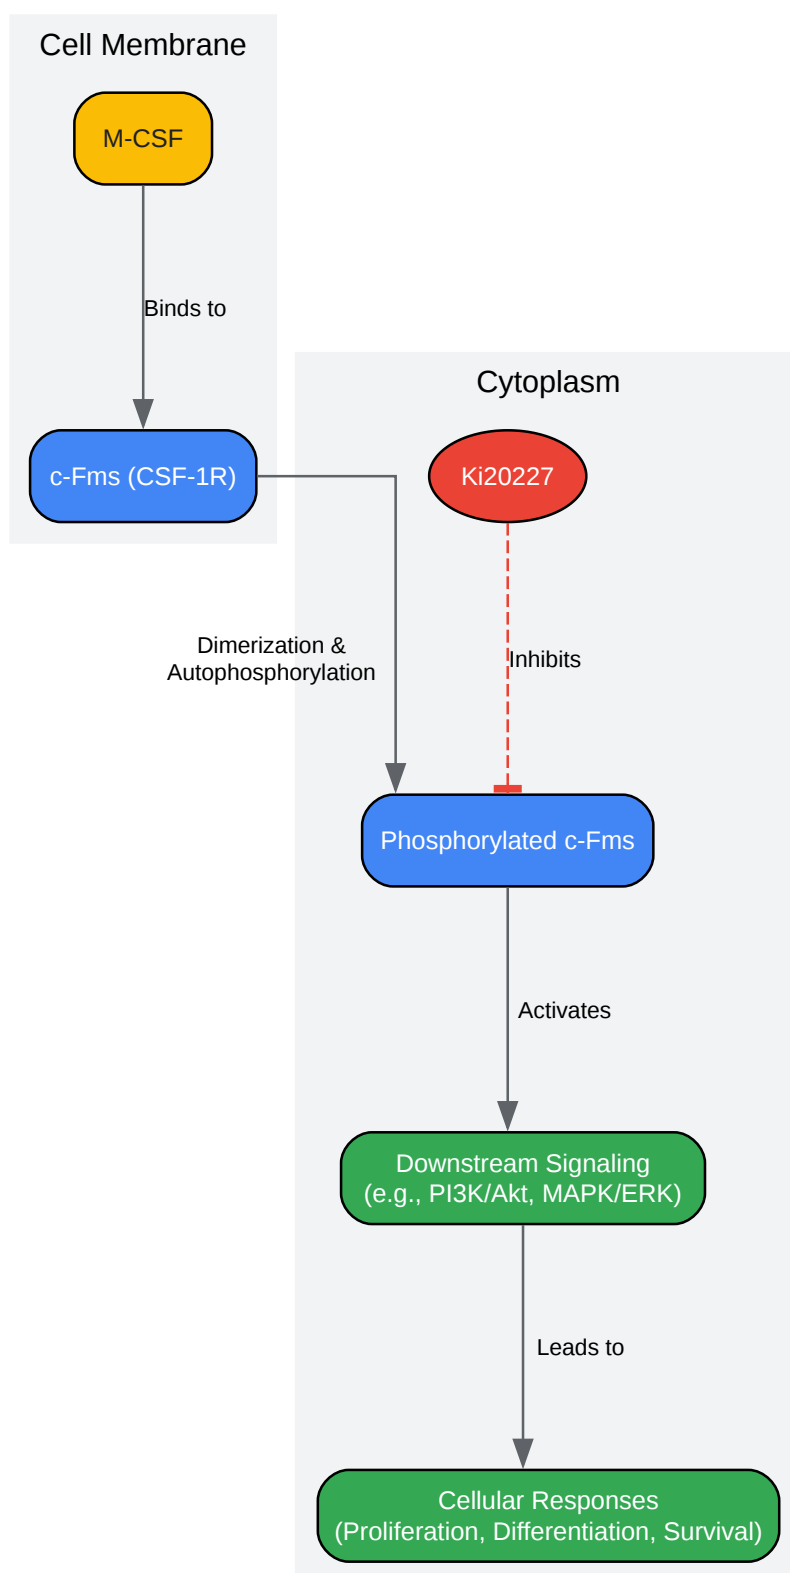 Cell Membrane
M-CSF
Binds to
c-Fms (CSF-1R)
Cytoplasm
Ki20227
Dimerization &
Autophosphorylation
Inhibits
Phosphorylated c-Fms
Activates
Downstream Signaling
(e.g., PI3K/Akt, MAPK/ERK)
Leads to
Cellular Responses
(Proliferation, Differentiation, Survival)